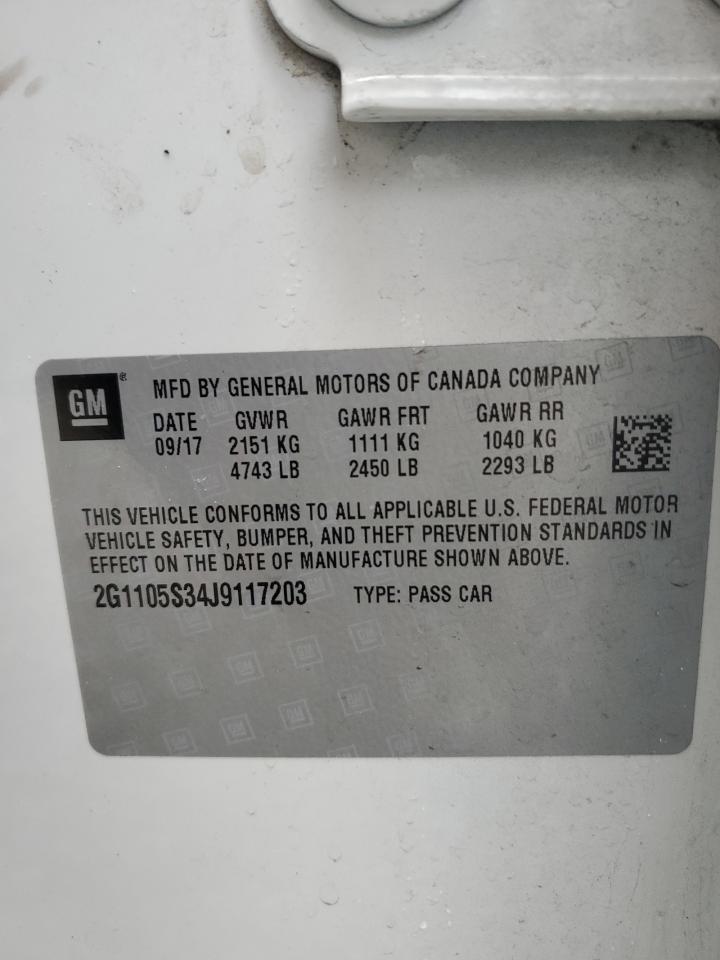 GM ® MFD BY GENERAL MOTORS OF CANADA COMPANY
DATE GVWR GAWR FRT GAWR RR
09/17 2151 KG 1111 KG 1040 KG
4743 LB 2450 LB 2293 LB
THIS VEHICLE CONFORMS TO ALL APPLICABLE U.S. FEDERAL MOTOR
VEHICLE SAFETY, BUMPER, AND THEFT PREVENTION STANDARDS IN
EFFECT ON THE DATE OF MANUFACTURE SHOWN ABOVE.
2G1105S34J9117203 TYPE: PASS CAR